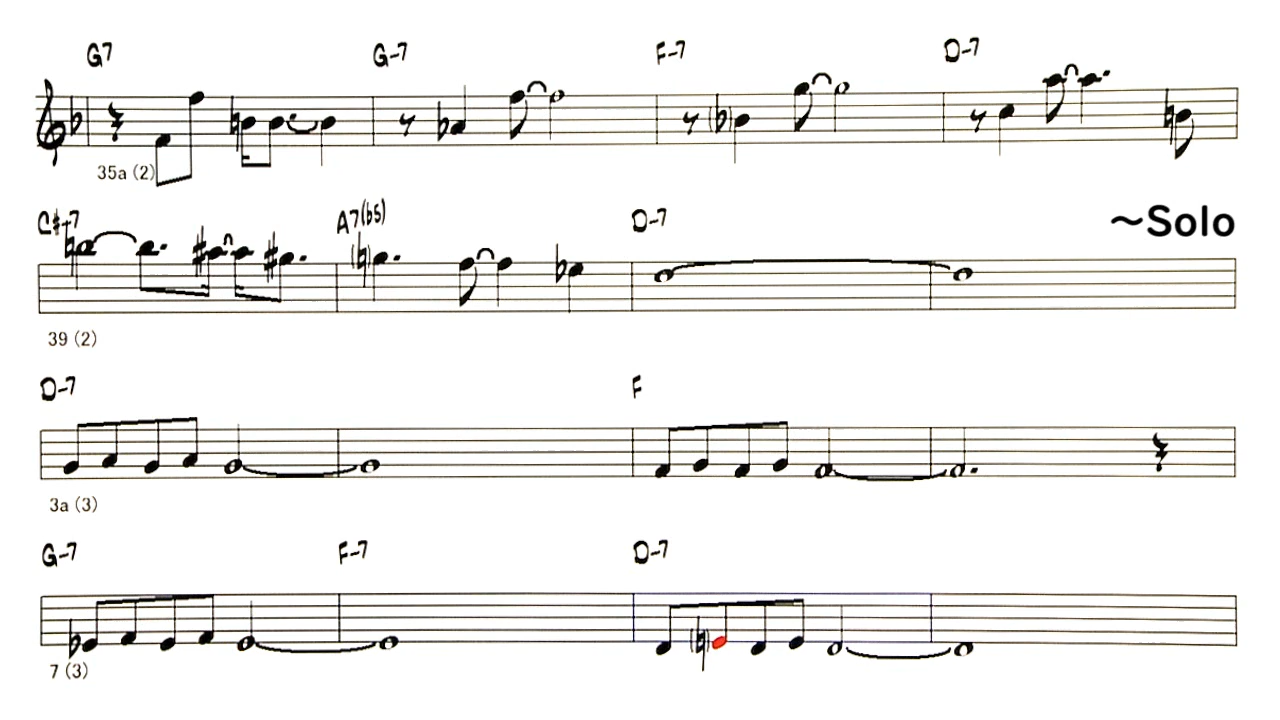 G7 G-7 F-7 D-7
35a (2)
C#-7 A7(b5) D-7 ~Solo
39 (2)
D-7 F
3a (3)
G-7 F-7 D-7
7 (3)